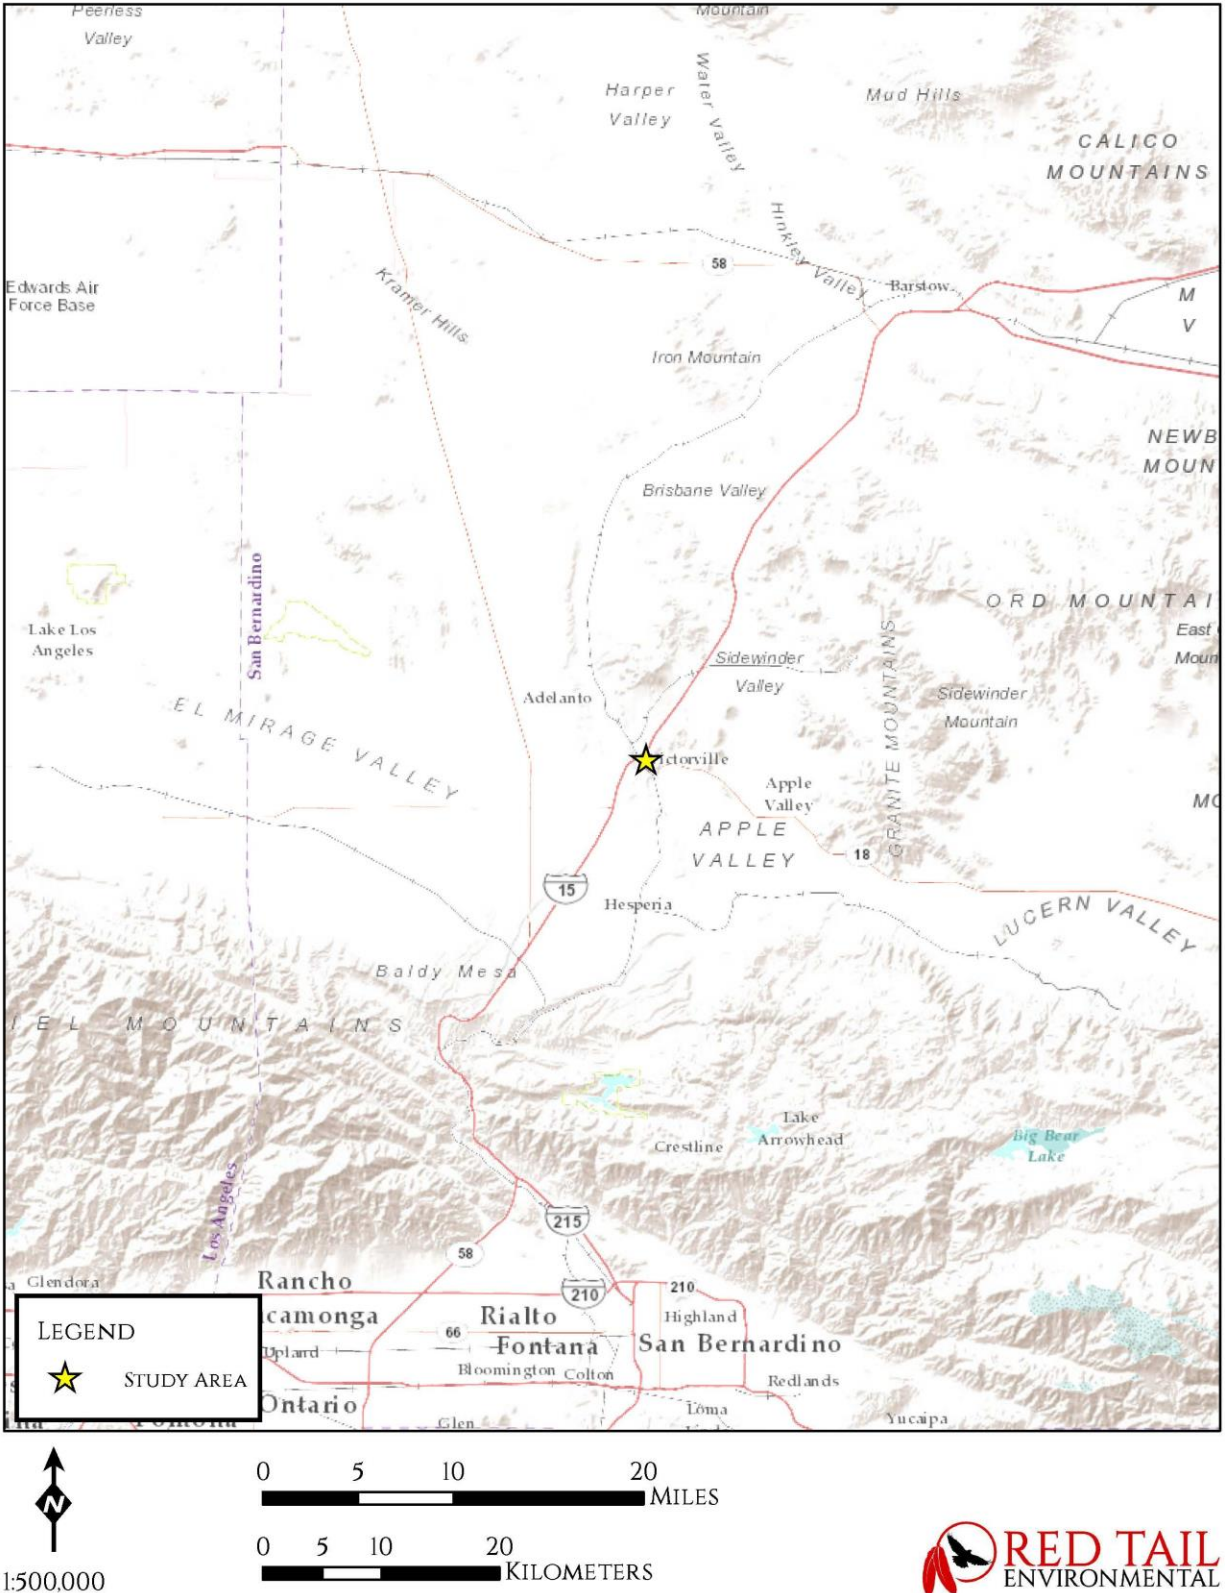 Peerless
Valley
Mountain
Harper
Valley
Water Valley
Mud Hills
CALICO
MOUNTAINS
Hinkley Valley
58
Barstow
Edwards Air
Force Base
Kramer Hills
M
V
Iron Mountain
NEWB
MOUN
Brisbane Valley
San Bernardino
ORD MOUNTAI
Lake Los
Angeles
East
Moun
Sidewinder
Valley
GRANITE MOUNTAINS
Adelanto
Sidewinder
Mountain
EL MIRAGE VALLEY
ictorville
Apple
Valley
MO
APPLE
VALLEY
18
15
Hesperia
LUCERN VALLEY
Baldy Mesa
IEL MOUNTAINS
Lake
Arrowhead
Crestline
Big Bear
Lake
Los Angeles
215
58
Glendora
Rancho
210
210
camonga
Rialto
Highland
66
Fontana
San Bernardino
Upland
Bloomington
Colton
Redlands
Ontario
Glen
Loma
Yucaipa
LEGEND
STUDY AREA
Pomona
N
1:500,000
0 5 10 20
MILES
0 5 10 20
KILOMETERS
RED TAIL
ENVIRONMENTAL